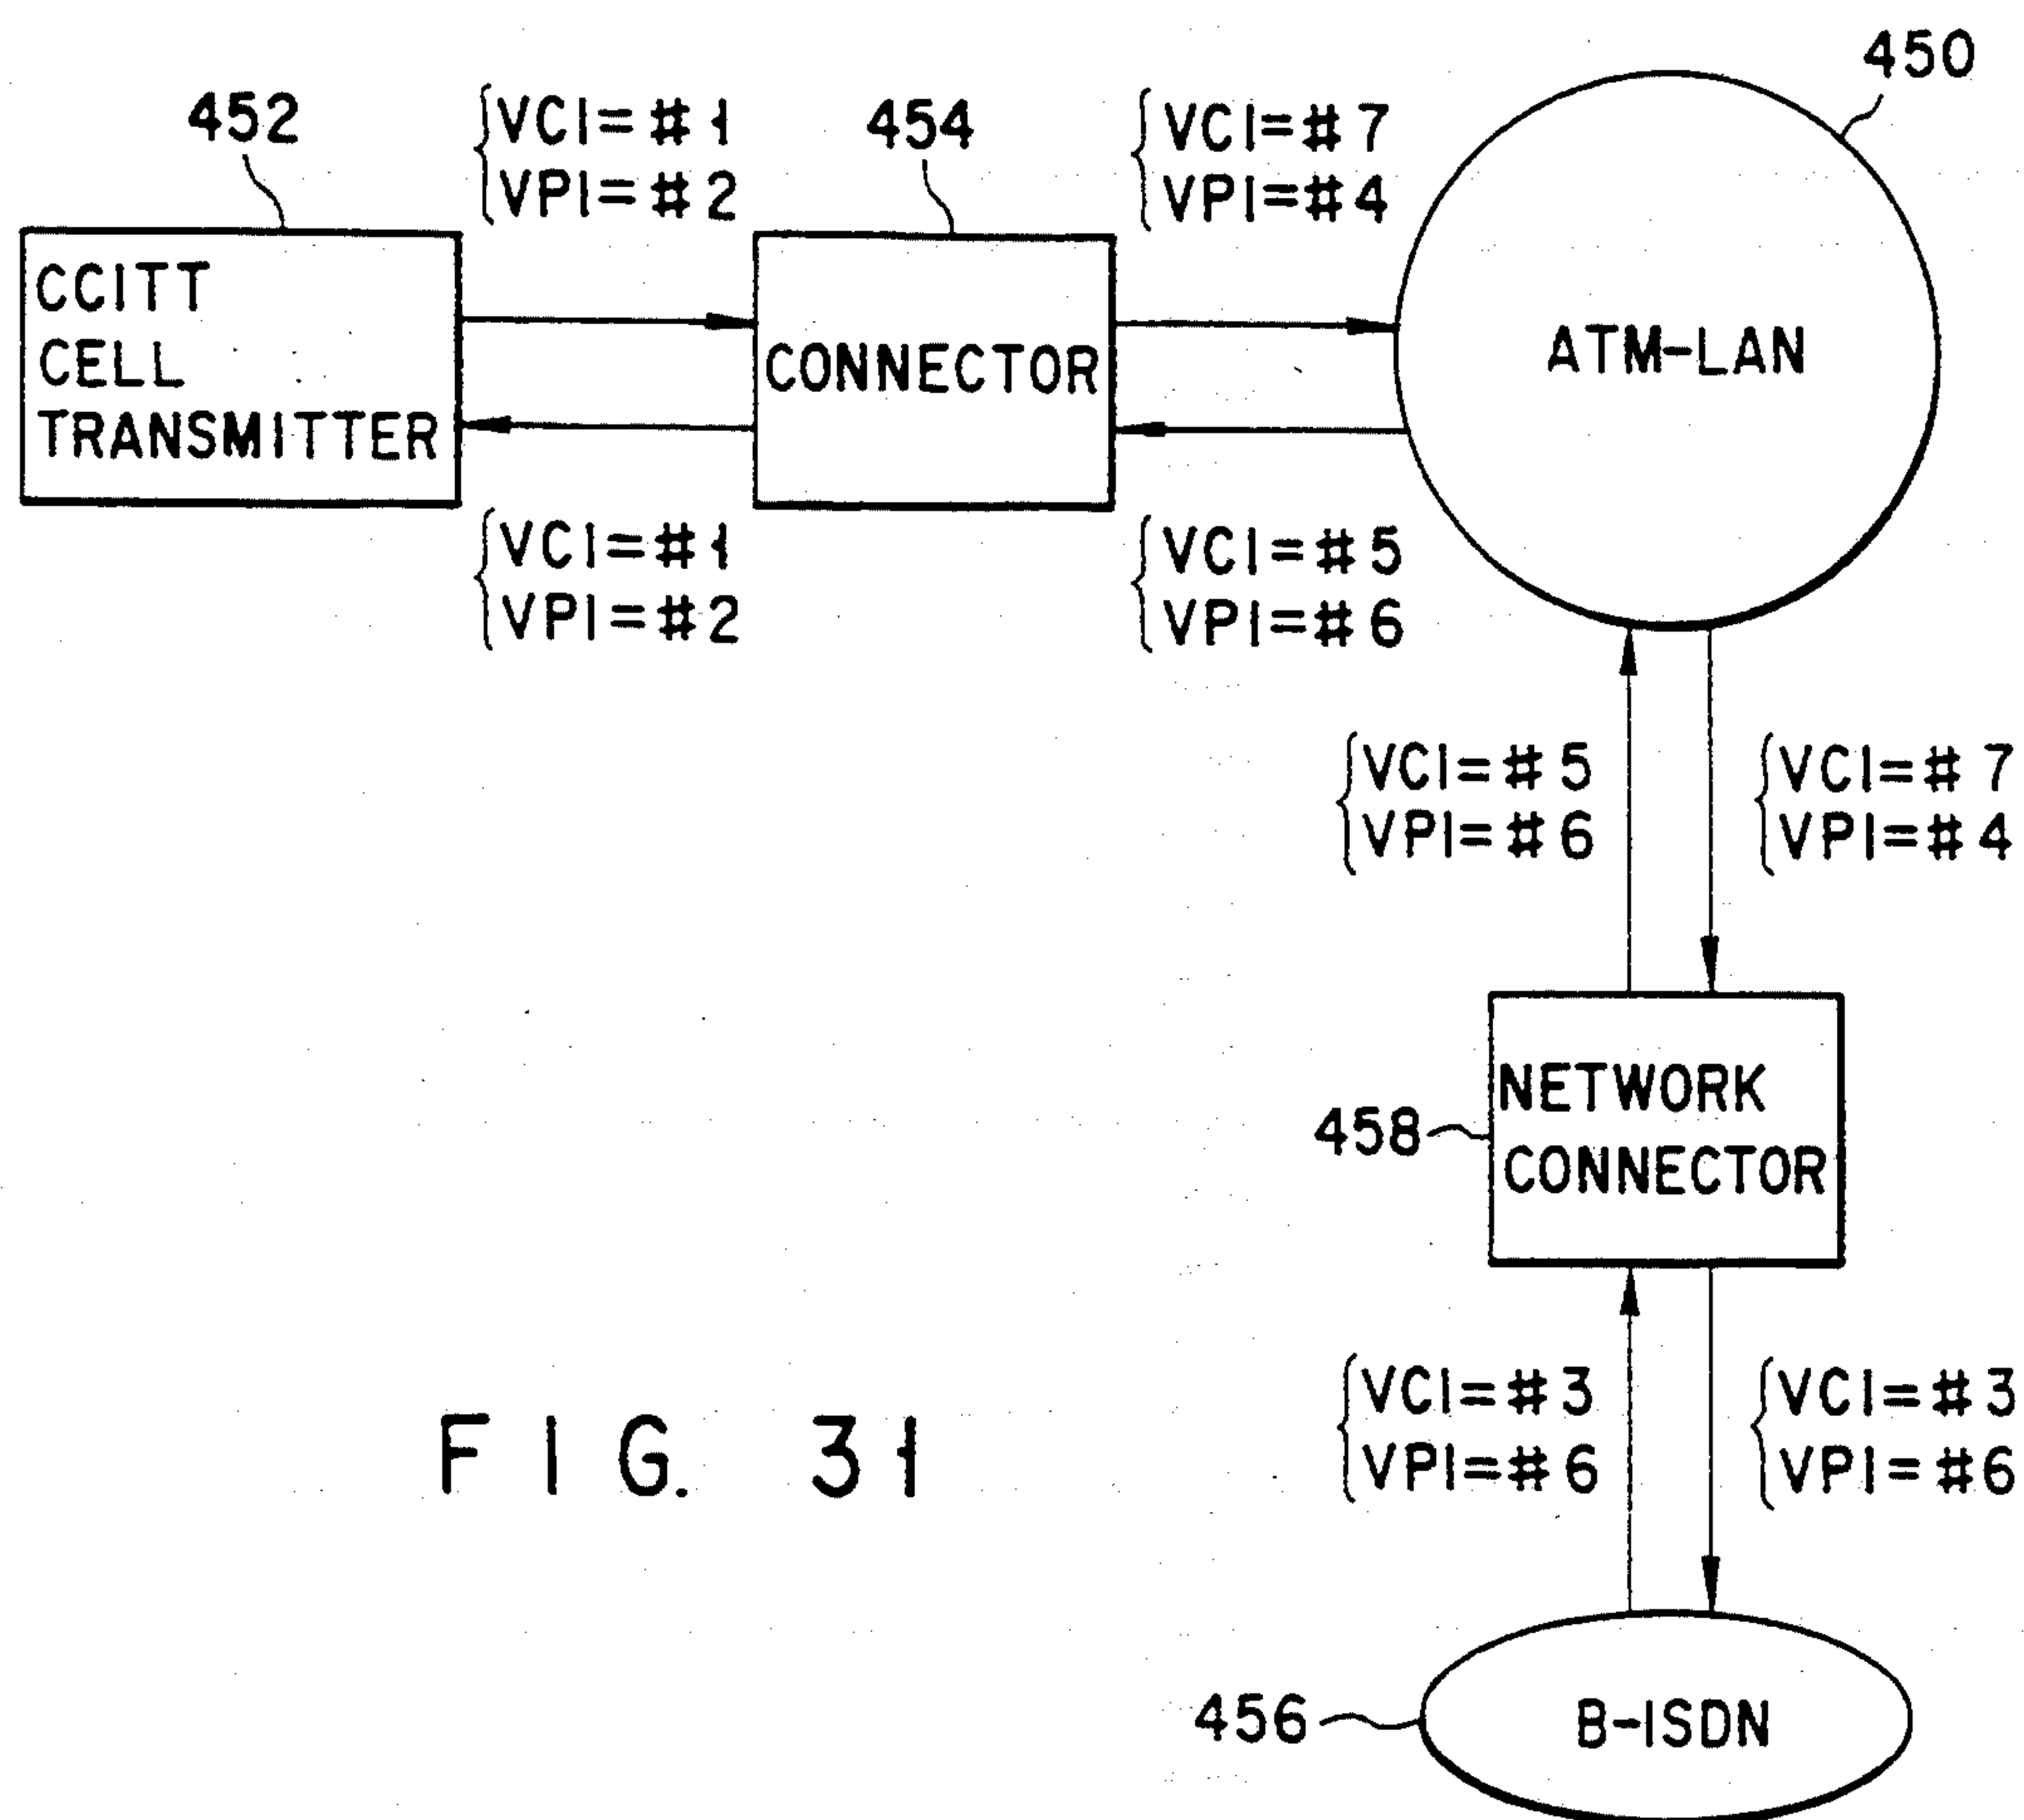 450
452
VCI=#1
VPI=#2
454
VCI=#7
VPI=#4
CCITT
CELL
TRANSMITTER
CONNECTOR
ATM-LAN
VCI=#1
VPI=#2
VCI=#5
VPI=#6
VCI=#5
VPI=#6
VCI=#7
VPI=#4
458
NETWORK
CONNECTOR
VCI=#3
VPI=#6
VCI=#3
VPI=#6
FIG. 31
456
B-ISDN